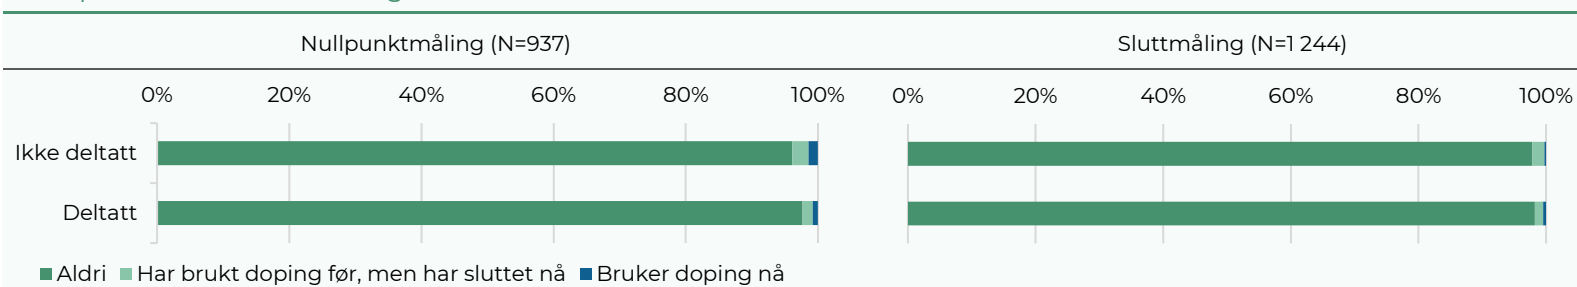 Nullpunktmåling (N=937) Sluttmåling (N=1 244)
0% 20% 40% 60% 80% 100% 0% 20% 40% 60% 80% 100%
Ikke deltatt
Deltatt
Aldri Har brukt doping før, men har sluttet nå Bruker doping nå